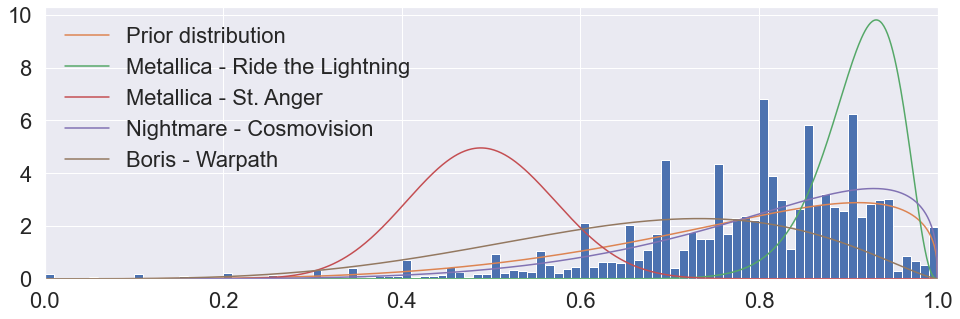 10
8
6
4
2
0
Prior distribution
Metallica - Ride the Lightning
Metallica - St. Anger
Nightmare - Cosmovision
Boris - Warpath
0.0 0.2 0.4 0.6 0.8 1.0